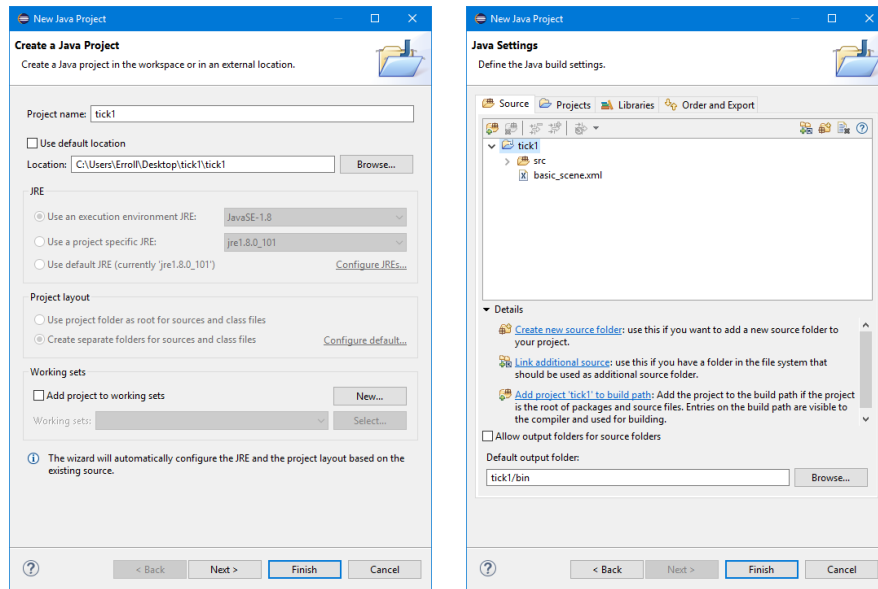 New Java Project
Create a Java Project
Create a Java project in the workspace or in an external location.
Project name: tick1
Use default location
Location: C:\Users\Erroll\Desktop\tick1\tick1 Browse...
JRE
Use an execution environment JRE: JavaSE-1.8
Use a project specific JRE: jre1.8.0_101
Use default JRE (currently 'jre1.8.0_101') Configure JREs...
Project layout
Use project folder as root for sources and class files
Create separate folders for sources and class files Configure default...
Working sets
Add project to working sets New...
Working sets: Select...
The wizard will automatically configure the JRE and the project layout based on the
existing source.
< Back Next > Finish Cancel
New Java Project
Java Settings
Define the Java build settings.
Source Projects Libraries Order and Export
tick1
src
basic_scene.xml
Details
Create new source folder: use this if you want to add a new source folder to
your project.
Link additional source: use this if you have a folder in the file system that
should be used as additional source folder.
Add project 'tick1' to build path: Add the project to the build path if the project
is the root of packages and source files. Entries on the build path are visible to
the compiler and used for building.
Allow output folders for source folders
Default output folder:
tick1/bin Browse...
< Back Next > Finish Cancel